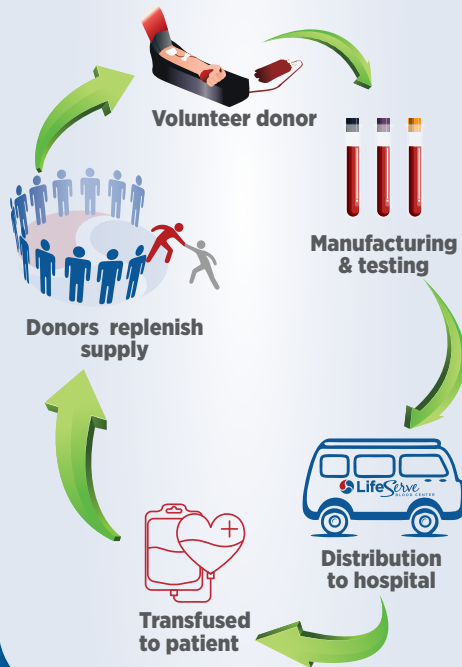 Volunteer donor
Manufacturing
& testing
LifeServe
BLOOD CENTER
Distribution
to hospital
Transfused
to patient
Donors replenish
supply